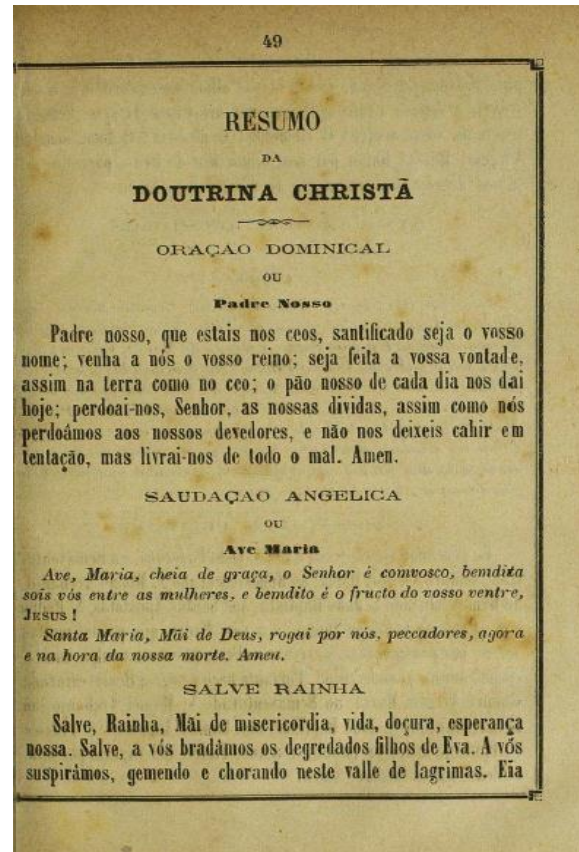 49
RESUMO
DA
DOUTRINA CHRISTÃ
ORAÇAO DOMINICAL
OU
Padre Nosso
Padre nosso, que estais nos ceos, santificado seja o vosso
nome; venha a nós o vosso reino; seja feita a vossa vontade,
assim na terra como no ceo; o pão nosso de cada dia nos dai
hoje; perdoai-nos, Senhor, as nossas dividas, assim como nós
perdoâmos aos nossos devedores, e não nos deixeis cahir em
tentação, mas livrai-nos de todo o mal. Amen.
SAUDAÇAO ANGELICA
OU
Ave Maria
Ave, Maria, cheia de graça, o Senhor é comvosco, bemdita
sois vós entre as mulheres, e bemdito é o fructo do vosso ventre,
JESUS !
Santa Maria, Mãi de Deus, rogai por nós, peccadores, agora
e na hora da nossa morte. Amen.
SALVE RAINHA
Salve, Rainha, Mãi de misericordia, vida, doçura, esperança
nossa. Salve, a vós bradâmos os degredados filhos de Eva. A vós
suspirâmos, gemendo e chorando neste valle de lagrimas. Eia